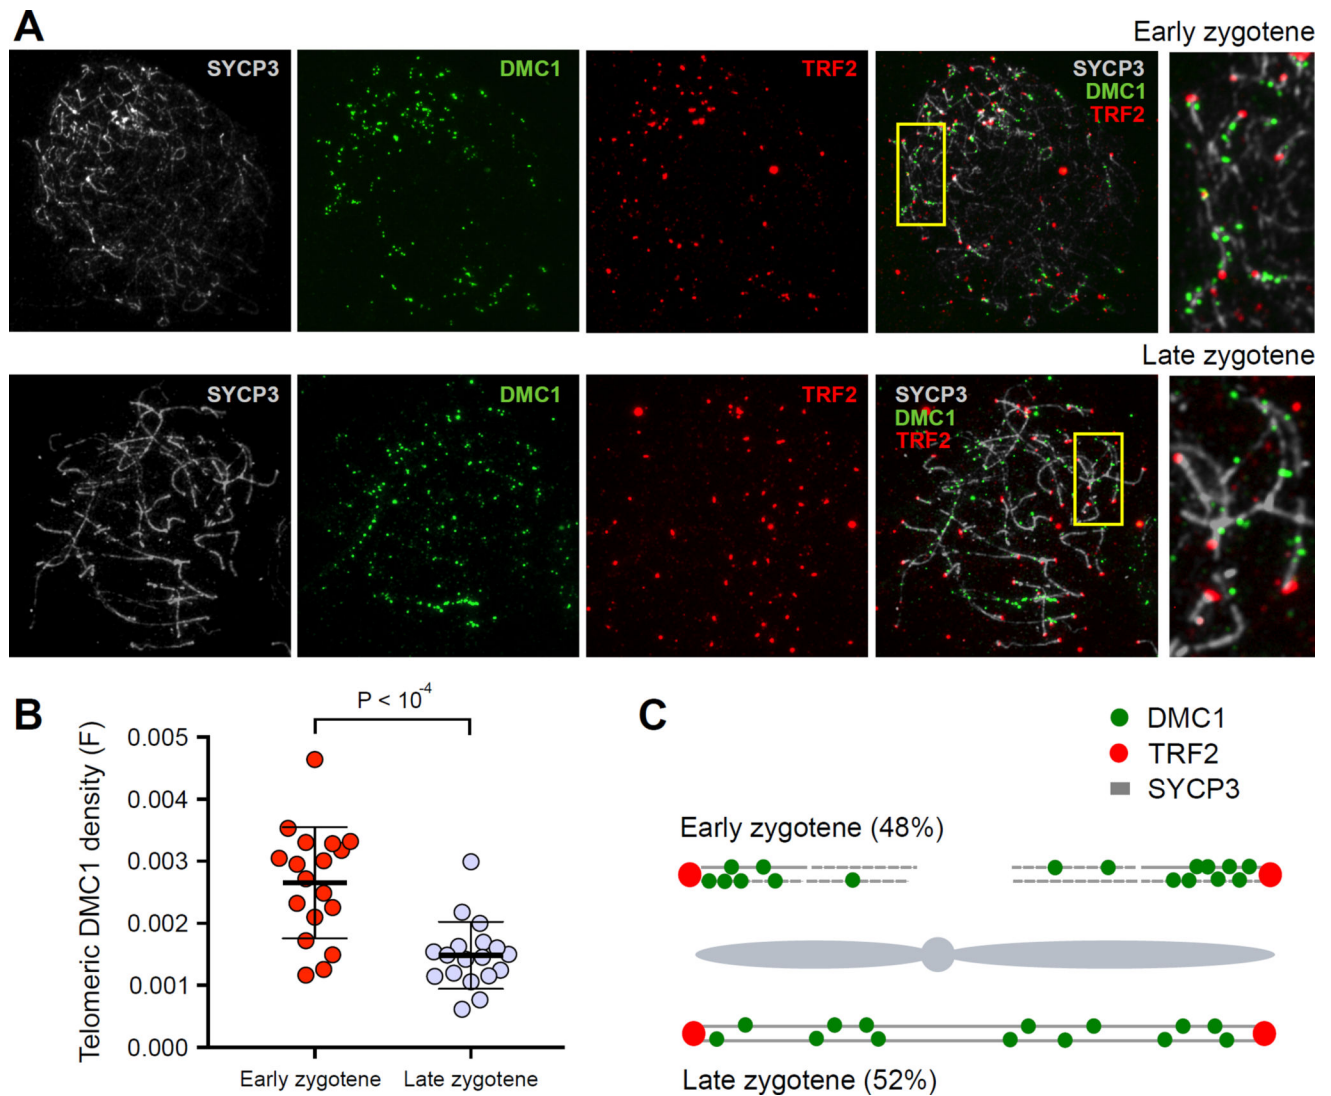 A
Early zygotene
SYCP3
DMC1
TRF2
SYCP3
DMC1
TRF2
Late zygotene
SYCP3
DMC1
TRF2
SYCP3
DMC1
TRF2
B
P < 10-4
Telomeric DMC1 density (F)
0.005
0.004
0.003
0.002
0.001
0.000
Early zygotene
Late zygotene
C
DMC1
TRF2
SYCP3
Early zygotene (48%)
Late zygotene (52%)